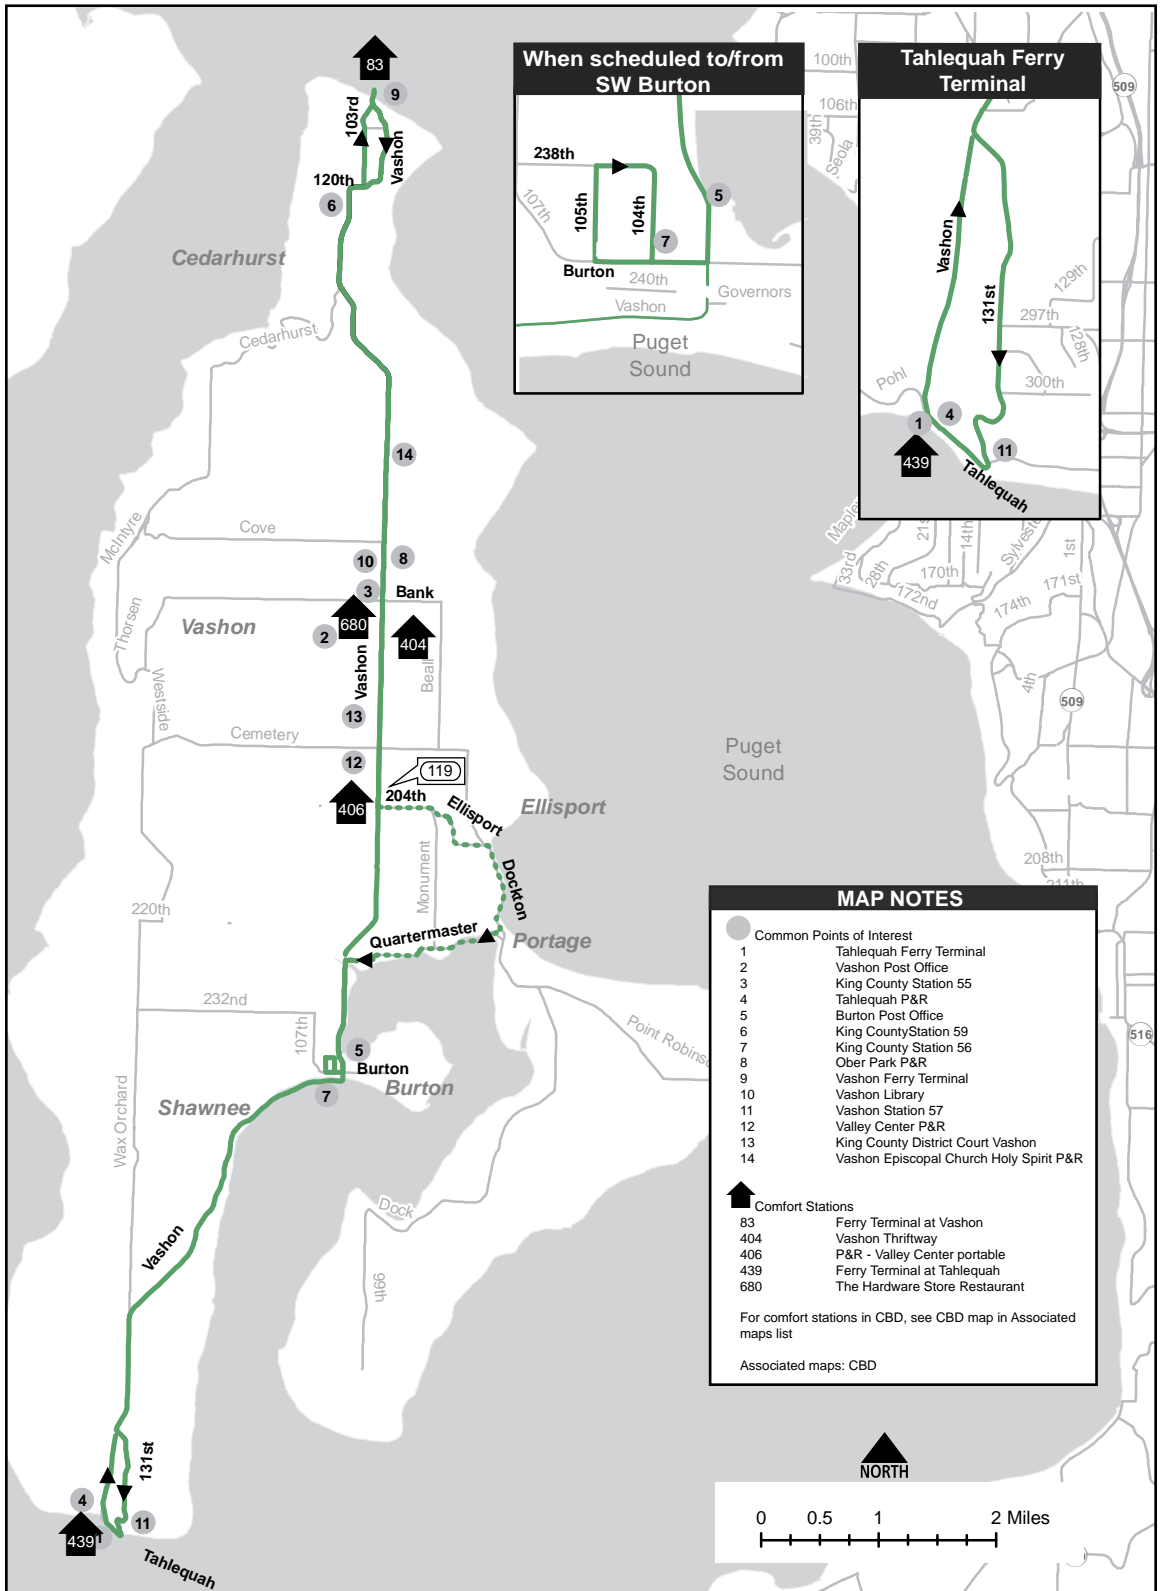 83
9
103rd
Vashon
120th
6
Cedarhurst
Cedarhurst
14
McIntyre
Cove
10
8
3
Bank
Thorsen
Vashon
680
2
404
Vashon
Beall
Westside
13
Cemetery
12
119
204th
406
Ellisport
Ellisport
Monument
Dockton
220th
Quartermaster
Portage
232nd
107th
5
Burton
Burton
7
Shawnee
Wax Orchard
Dock
99th
Vashon
131st
4
11
439
Tahlequah
Puget
Sound
When scheduled to/from
SW Burton
238th
107th
105th
104th
5
7
Burton
240th
Governors
Vashon
Puget
Sound
Tahlequah Ferry
Terminal
Vashon
131st
129th
297th
128th
300th
Pohl
1
4
11
439
Tahlequah
100th
106th
39th
Seola
509
33rd
28th
170th
172nd
14th
Sylvester
1st
171st
174th
4th
509
208th
516
MAP NOTES
Common Points of Interest
1 Tahlequah Ferry Terminal
2 Vashon Post Office
3 King County Station 55
4 Tahlequah P&R
5 Burton Post Office
6 King CountyStation 59
7 King County Station 56
8 Ober Park P&R
9 Vashon Ferry Terminal
10 Vashon Library
11 Vashon Station 57
12 Valley Center P&R
13 King County District Court Vashon
14 Vashon Episcopal Church Holy Spirit P&R
Comfort Stations
83 Ferry Terminal at Vashon
404 Vashon Thriftway
406 P&R - Valley Center portable
439 Ferry Terminal at Tahlequah
680 The Hardware Store Restaurant
For comfort stations in CBD, see CBD map in Associated
maps list
Associated maps: CBD
NORTH
0 0.5 1 2 Miles